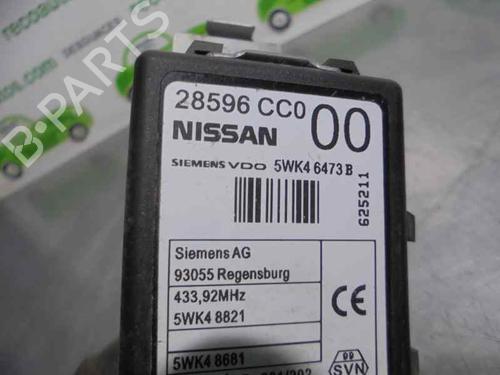 28596 CC0 00
NISSAN
SIEMENS VDO 5WK4 6473 B
625211
Siemens AG
93055 Regensburg
433,92MHz
5WK4 8821
5WK4 8681
CE
SVN
B-PARTS